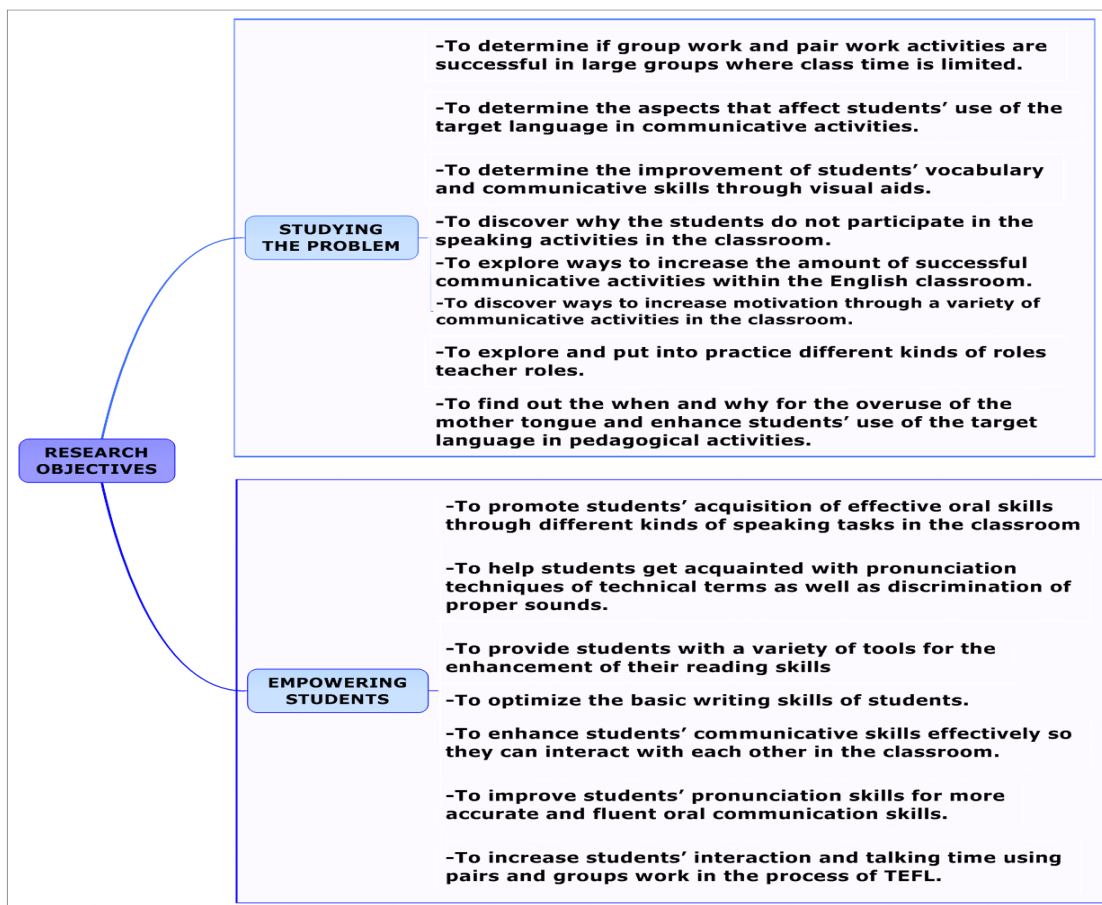 RESEARCH
OBJECTIVES
STUDYING
THE PROBLEM
-To determine if group work and pair work activities are
successful in large groups where class time is limited.
-To determine the aspects that affect students’ use of the
target language in communicative activities.
-To determine the improvement of students’ vocabulary
and communicative skills through visual aids.
-To discover why the students do not participate in the
speaking activities in the classroom.
-To explore ways to increase the amount of successful
communicative activities within the English classroom.
-To discover ways to increase motivation through a variety of
communicative activities in the classroom.
-To explore and put into practice different kinds of roles
teacher roles.
-To find out the when and why for the overuse of the
mother tongue and enhance students’ use of the target
language in pedagogical activities.
EMPOWERING
STUDENTS
-To promote students’ acquisition of effective oral skills
through different kinds of speaking tasks in the classroom
-To help students get acquainted with pronunciation
techniques of technical terms as well as discrimination of
proper sounds.
-To provide students with a variety of tools for the
enhancement of their reading skills
-To optimize the basic writing skills of students.
-To enhance students’ communicative skills effectively so
they can interact with each other in the classroom.
-To improve students’ pronunciation skills for more
accurate and fluent oral communication skills.
-To increase students’ interaction and talking time using
pairs and groups work in the process of TEFL.